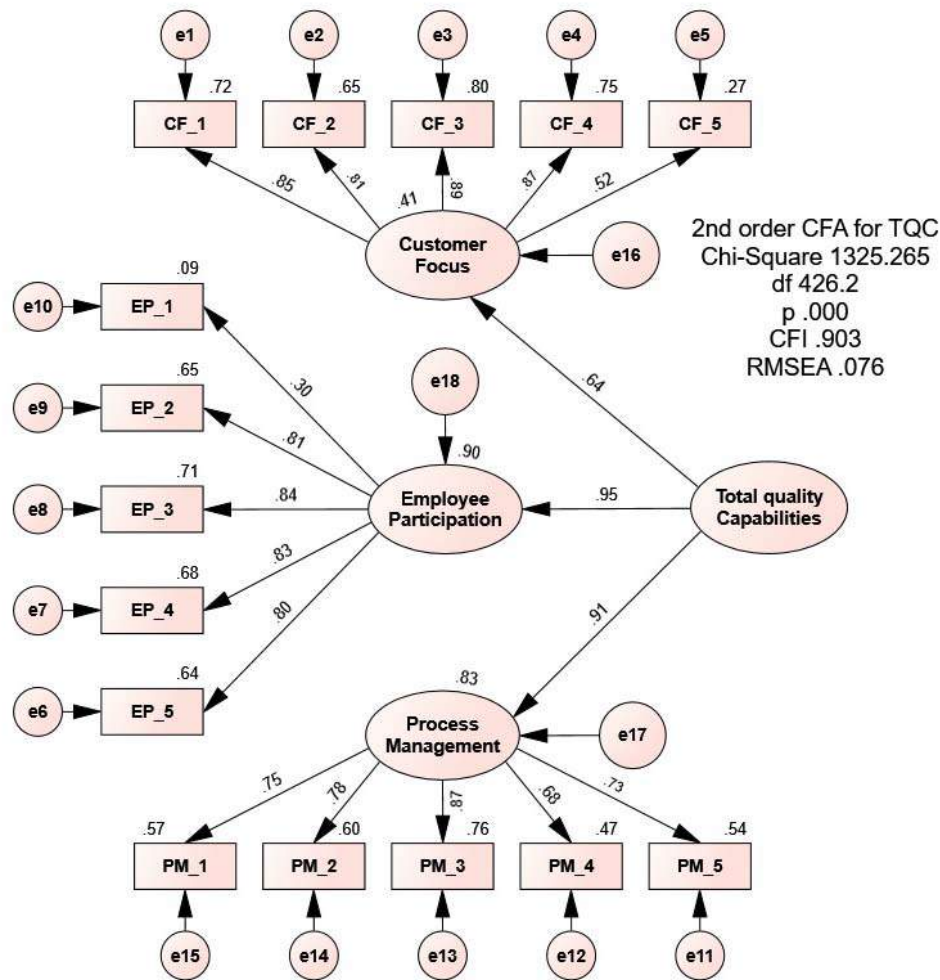 e1
e2
e3
e4
e5
.72
.65
.80
.75
.27
CF_1
CF_2
CF_3
CF_4
CF_5
.85
.81
.89
.87
.52
.41
Customer
Focus
e16
2nd order CFA for TQC
Chi-Square 1325.265
df 426.2
p .000
CFI .903
RMSEA .076
.09
e10
EP_1
.30
.65
e9
EP_2
.81
e18
.64
.90
.71
e8
EP_3
.84
Employee
Participation
.95
Total quality
Capabilities
.68
e7
EP_4
.83
.64
e6
EP_5
.80
.91
.83
Process
Management
e17
.75
.78
.87
.68
.73
.57
.60
.76
.47
.54
PM_1
PM_2
PM_3
PM_4
PM_5
e15
e14
e13
e12
e11